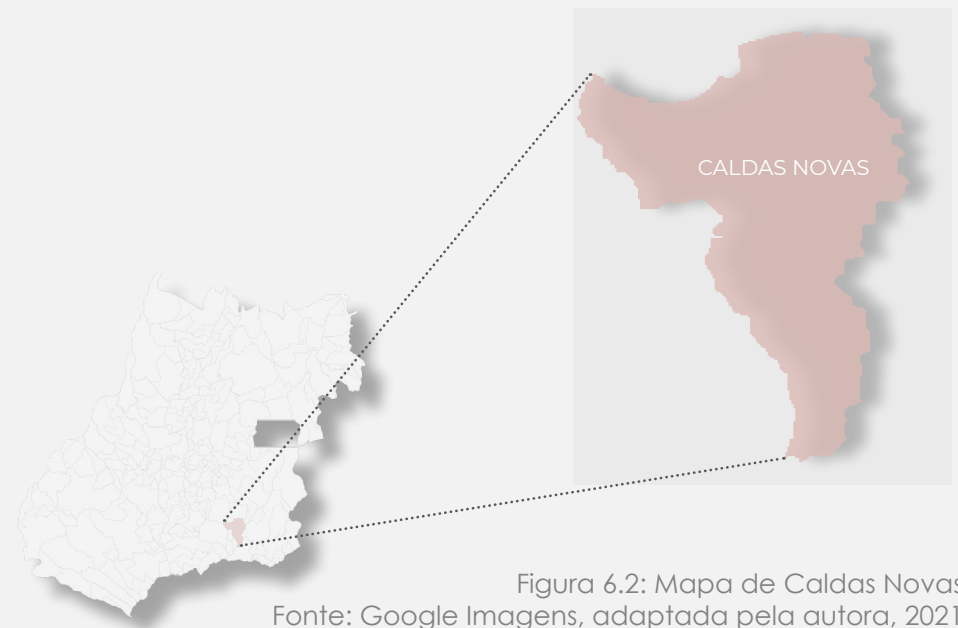 CALDAS NOVAS
Figura 6.2: Mapa de Caldas Novas
Fonte: Google Imagens, adaptada pela autora, 2021